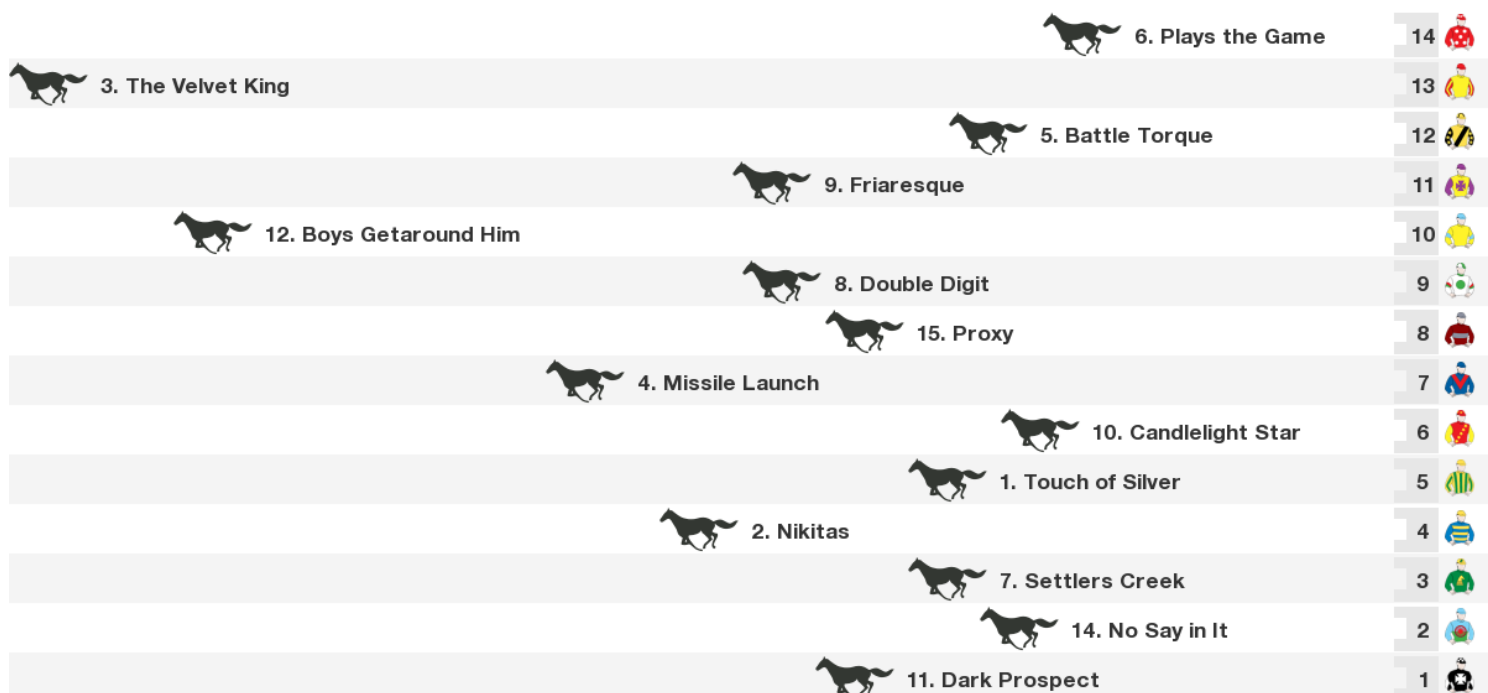 6. Plays the Game 14
3. The Velvet King 13
5. Battle Torque 12
9. Friaresque 11
12. Boys Getaround Him 10
8. Double Digit 9
15. Proxy 8
4. Missile Launch 7
10. Candlelight Star 6
1. Touch of Silver 5
2. Nikitas 4
7. Settlers Creek 3
14. No Say in It 2
11. Dark Prospect 1